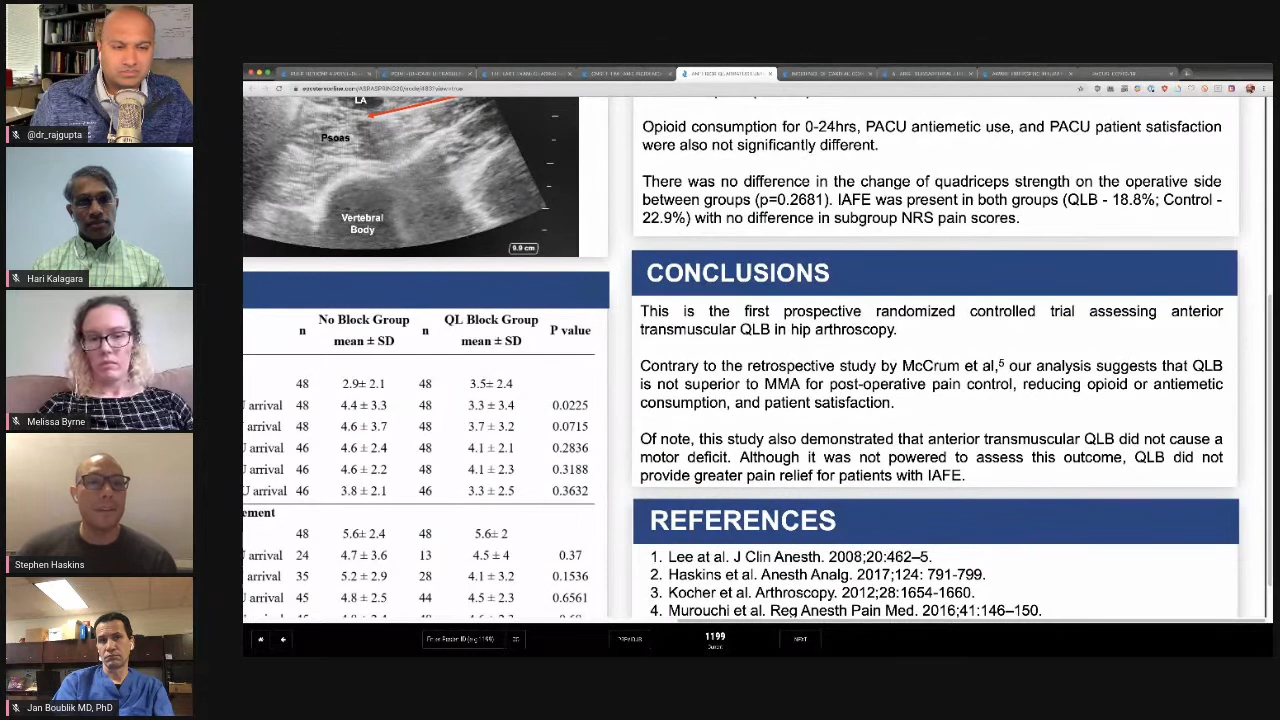 @dr_rajgupta
Hari Kalagara
Melissa Byrne
Stephen Haskins
Jan Boublik MD, PhD
LA
Psoas
Vertebral
Body
9.9 cm
No Block Group
QL Block Group
n
n
P value
mean ± SD
mean ± SD
48 2.9± 2.1 48 3.5± 2.4
arrival 48 4.4 ± 3.3 48 3.3 ± 3.4 0.0225
arrival 48 4.6 ± 3.7 48 3.7 ± 3.2 0.0715
arrival 46 4.6 ± 2.4 48 4.1 ± 2.1 0.2836
arrival 46 4.6 ± 2.2 48 4.1 ± 2.3 0.3188
U arrival 46 3.8 ± 2.1 46 3.3 ± 2.5 0.3632
ement
48 5.6± 2.4 48 5.6± 2
arrival 24 4.7 ± 3.6 13 4.5 ± 4 0.37
arrival 35 5.2 ± 2.9 28 4.1 ± 3.2 0.1536
arrival 45 4.8 ± 2.5 44 4.5 ± 2.3 0.6561
Opioid consumption for 0-24hrs, PACU antiemetic use, and PACU patient satisfaction
were also not significantly different.
There was no difference in the change of quadriceps strength on the operative side
between groups (p=0.2681). IAFE was present in both groups (QLB - 18.8%; Control -
22.9%) with no difference in subgroup NRS pain scores.
CONCLUSIONS
This is the first prospective randomized controlled trial assessing anterior
transmuscular QLB in hip arthroscopy.
Contrary to the retrospective study by McCrum et al,⁵ our analysis suggests that QLB
is not superior to MMA for post-operative pain control, reducing opioid or antiemetic
consumption, and patient satisfaction.
Of note, this study also demonstrated that anterior transmuscular QLB did not cause a
motor deficit. Although it was not powered to assess this outcome, QLB did not
provide greater pain relief for patients with IAFE.
REFERENCES
1. Lee at al. J Clin Anesth. 2008;20:462–5.
2. Haskins et al. Anesth Analg. 2017;124: 791-799.
3. Kocher et al. Arthroscopy. 2012;28:1654-1660.
4. Murouchi et al. Reg Anesth Pain Med. 2016;41:146–150.
GO
PREVIOUS
1199
NEXT